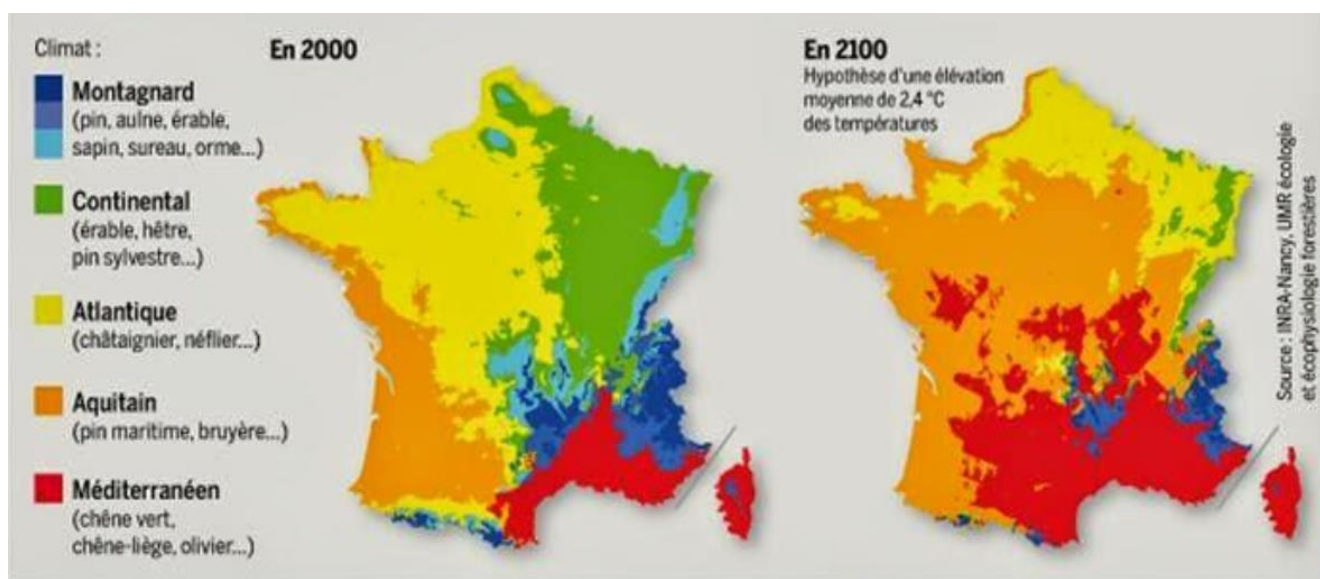 Climat :
Montagnard
(pin, aulne, érable,
sapin, sureau, orme...)
Continental
(érable, hêtre,
pin sylvestre...)
Atlantique
(châtaignier, néflier...)
Aquitain
(pin maritime, bruyère...)
Méditerranéen
(chêne vert,
chêne-liège, olivier...)
En 2000
En 2100
Hypothèse d'une élévation
moyenne de 2,4 °C
des températures
Source : INRA-Nancy, UMR écologie
et écophysiologie forestières